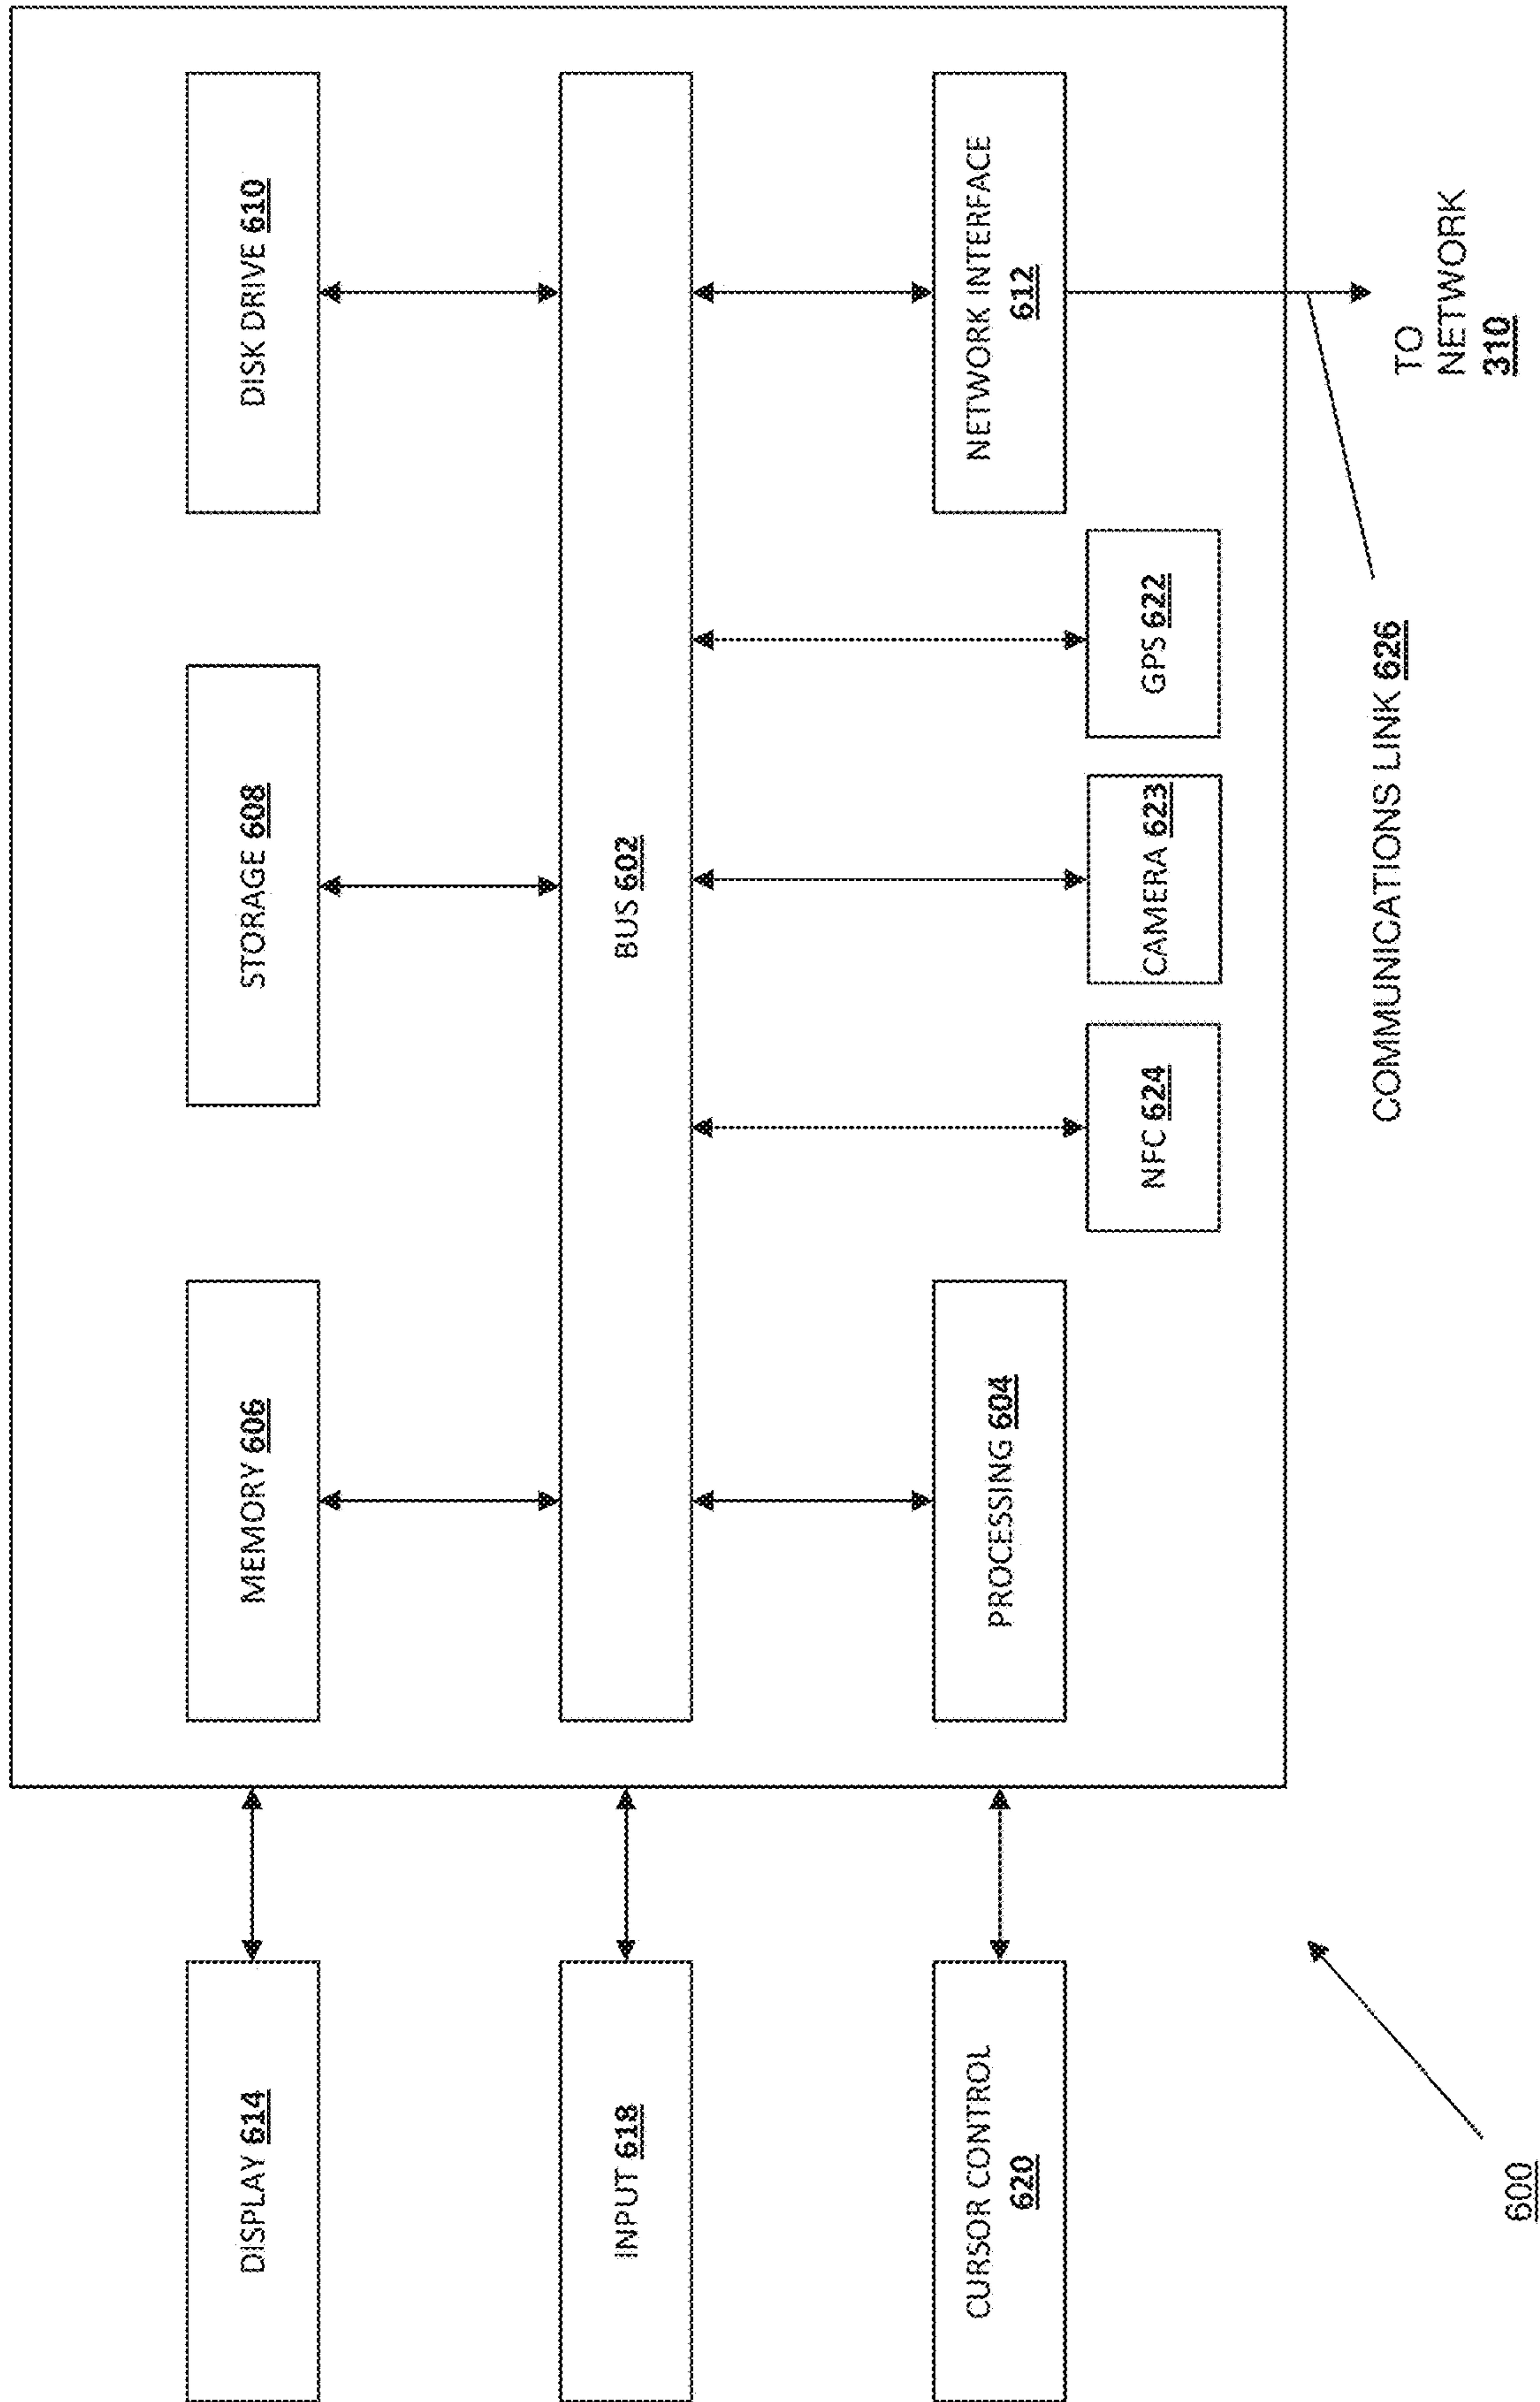 DISPLAY 614
MEMORY 606
STORAGE 608
DISK DRIVE 610
INPUT 618
BUS 602
CURSOR CONTROL
620
PROCESSING 604
NFC 624
CAMERA 623
GPS 622
NETWORK INTERFACE
612
COMMUNICATIONS LINK 626
TO
NETWORK
310
600